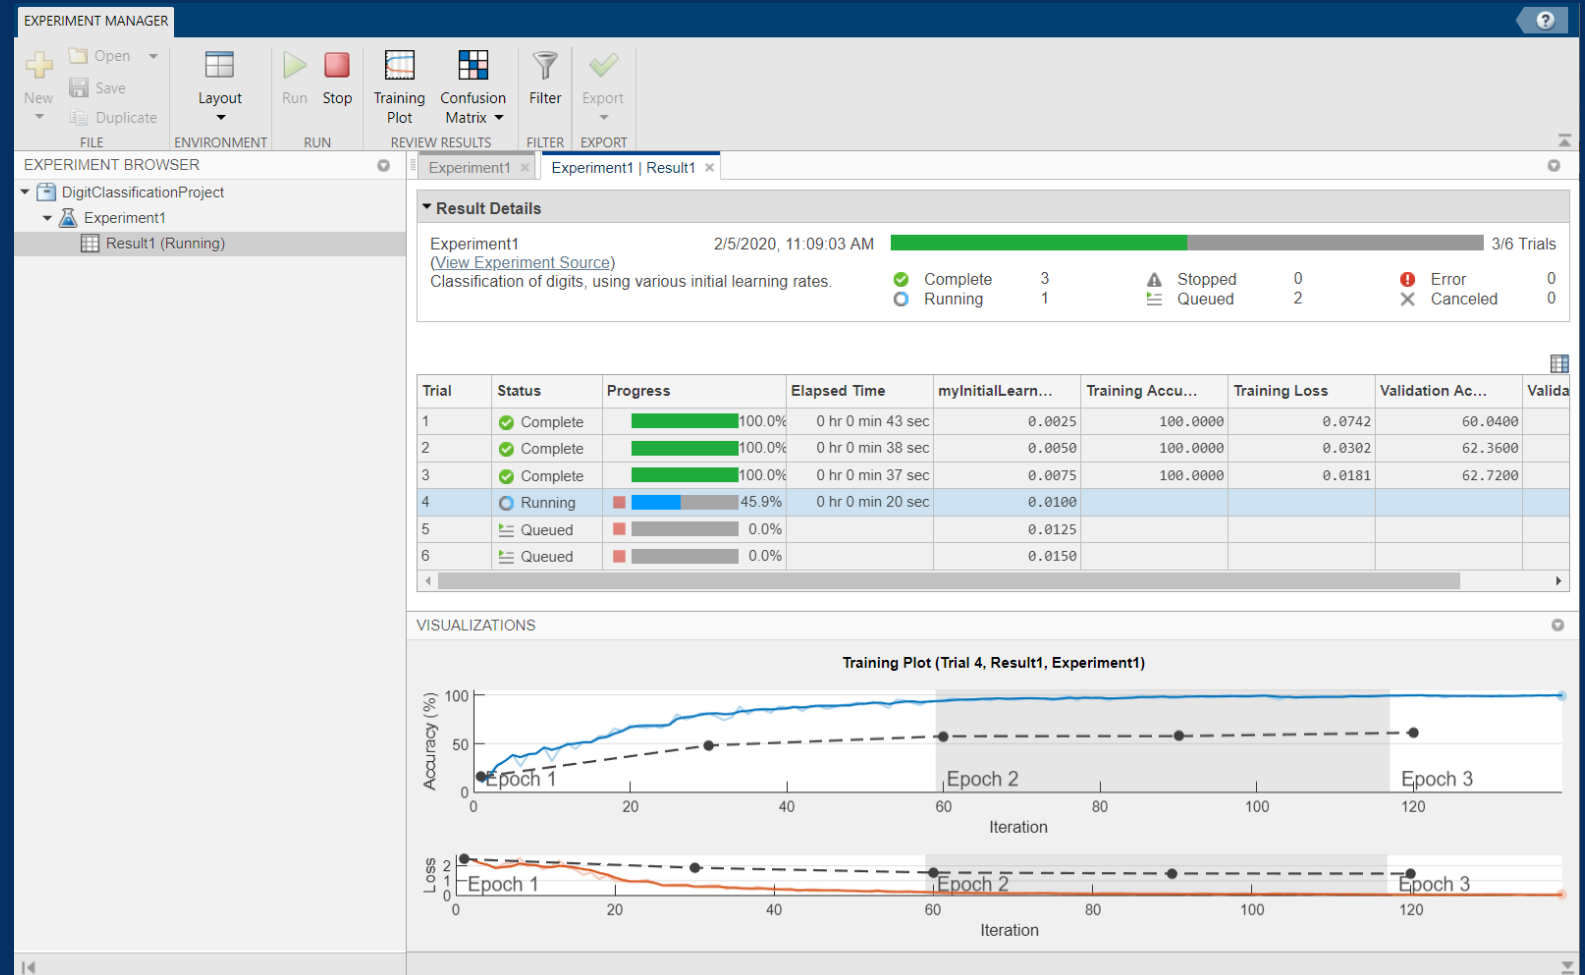 EXPERIMENT MANAGER
?
New
Open
Save
Duplicate
FILE
Layout
ENVIRONMENT
Run
Stop
RUN
Training
Plot
Confusion
Matrix
REVIEW RESULTS
Filter
FILTER
Export
EXPORT
EXPERIMENT BROWSER
DigitClassificationProject
Experiment1
Result1 (Running)
Experiment1
Experiment1 | Result1
Result Details
Experiment1 2/5/2020, 11:09:03 AM 3/6 Trials
(View Experiment Source)
Classification of digits, using various initial learning rates.
Complete 3 Stopped 0 Error 0
Running 1 Queued 2 Canceled 0
Trial Status Progress Elapsed Time myInitialLearn... Training Accu... Training Loss Validation Ac... Valida
1 Complete 100.0% 0 hr 0 min 43 sec 0.0025 100.0000 0.0742 60.0400
2 Complete 100.0% 0 hr 0 min 38 sec 0.0050 100.0000 0.0302 62.3600
3 Complete 100.0% 0 hr 0 min 37 sec 0.0075 100.0000 0.0181 62.7200
4 Running 45.9% 0 hr 0 min 20 sec 0.0100
5 Queued 0.0% 0.0125
6 Queued 0.0% 0.0150
VISUALIZATIONS
Training Plot (Trial 4, Result1, Experiment1)
Accuracy (%)
100
50
0
Epoch 1 Epoch 2 Epoch 3
0 20 40 60 80 100 120
Iteration
Loss
2
1
0
Epoch 1 Epoch 2 Epoch 3
0 20 40 60 80 100 120
Iteration